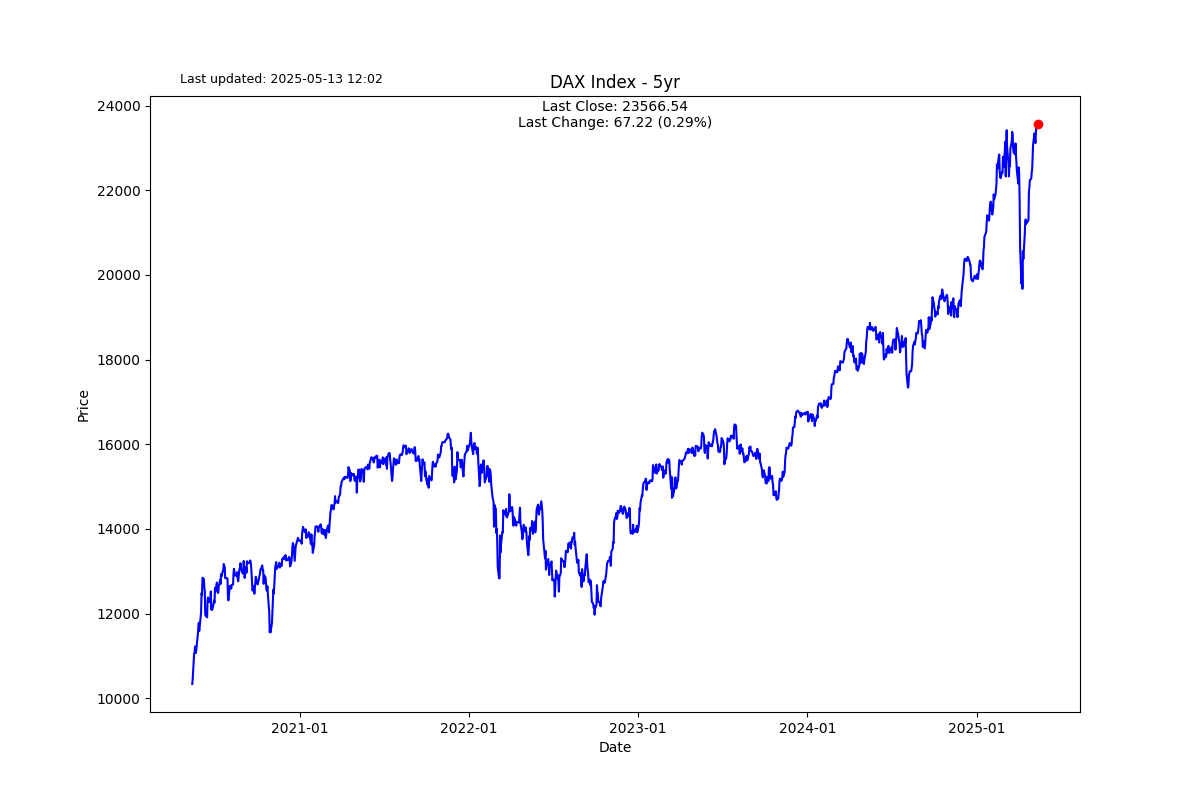 Last updated: 2025-05-13 12:02
DAX Index - 5yr
Last Close: 23566.54
Last Change: 67.22 (0.29%)
24000
22000
20000
18000
16000
14000
12000
10000
Price
2021-01
2022-01
2023-01
2024-01
2025-01
Date